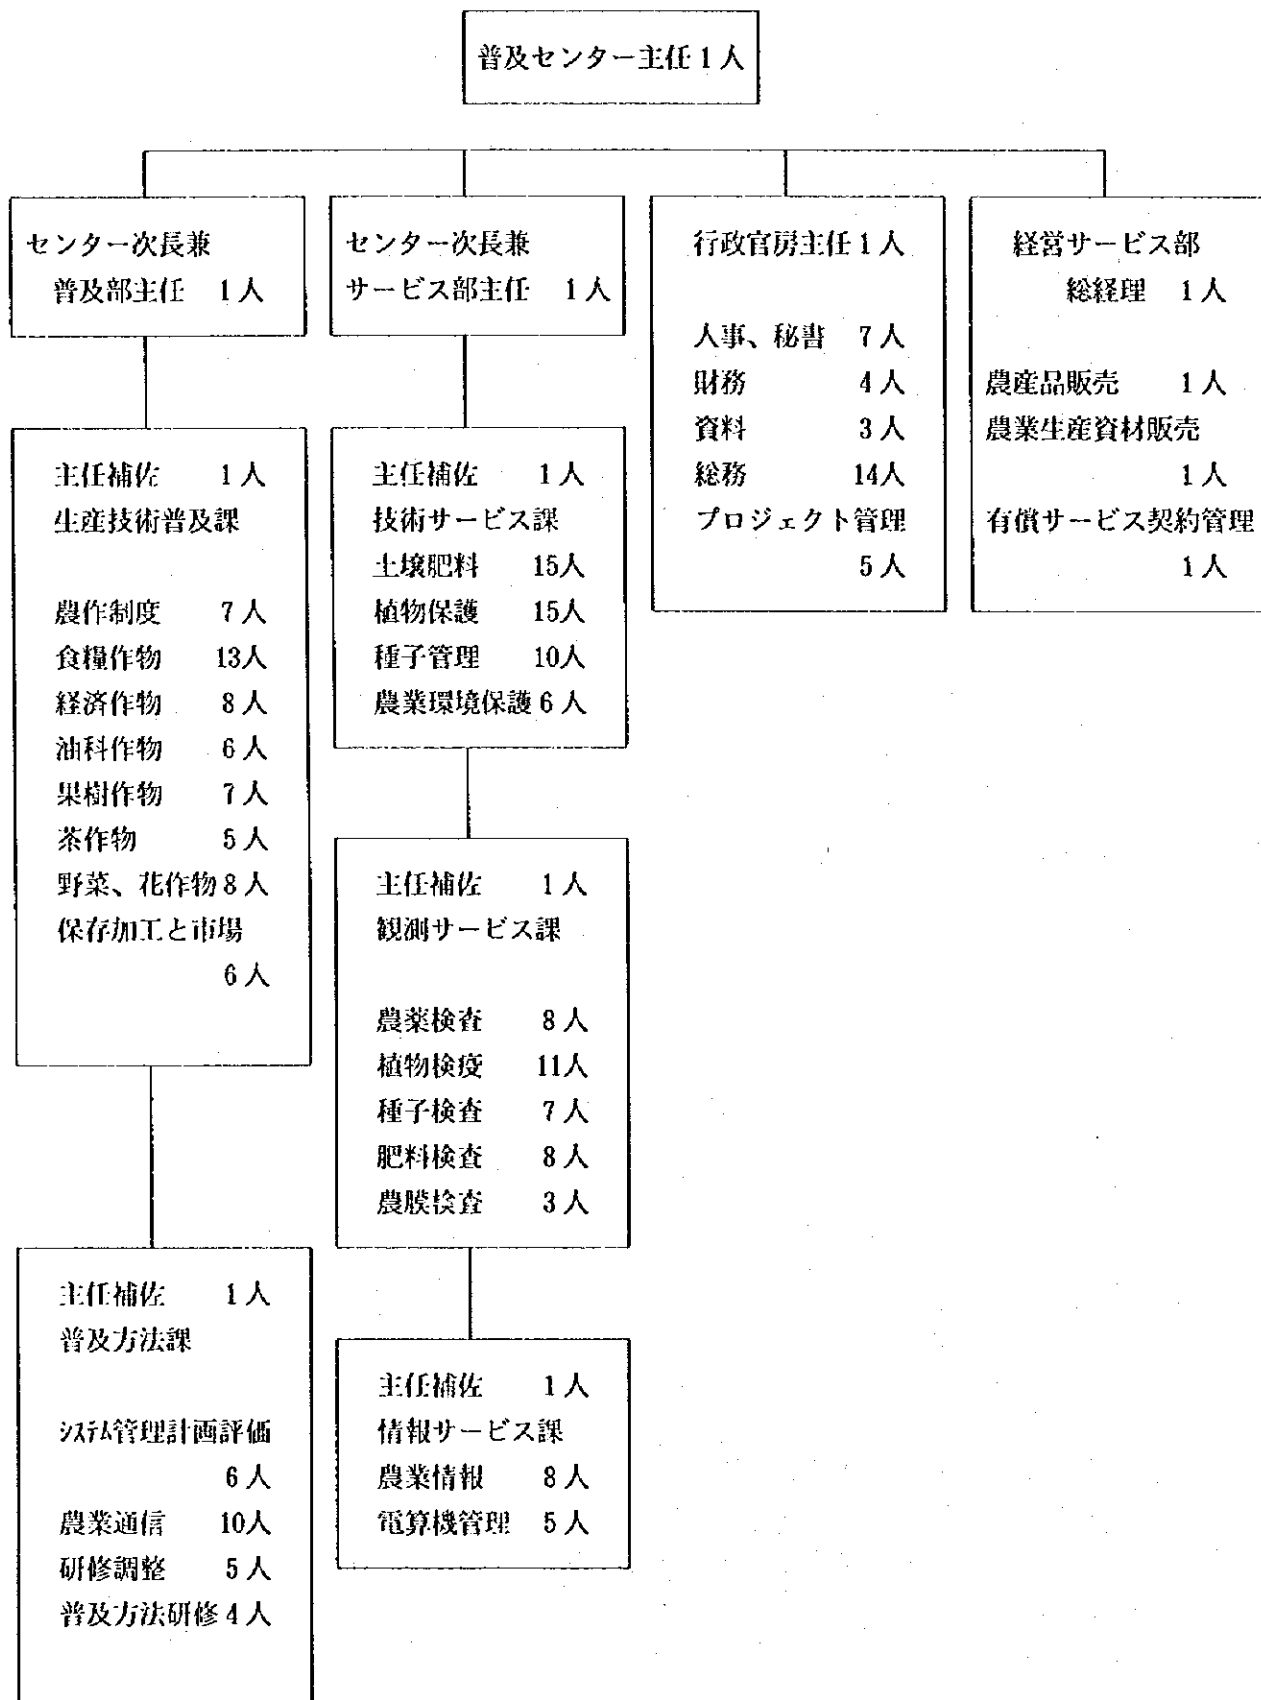 普及センター主任1人
センター次長兼
普及部主任 1人
センター次長兼
サービス部主任 1人
行政官房主任1人
人事、秘書 7人
財務 4人
資料 3人
総務 14人
プロジェクト管理
5人
経営サービス部
総経理 1人
農産品販売 1人
農業生産資材販売
1人
有償サービス契約管理
1人
主任補佐 1人
生産技術普及課
農作制度 7人
食糧作物 13人
経済作物 8人
油科作物 6人
果樹作物 7人
茶作物 5人
野菜、花作物8人
保存加工と市場
6人
主任補佐 1人
技術サービス課
土壌肥料 15人
植物保護 15人
種子管理 10人
農業環境保護6人
主任補佐 1人
観測サービス課
農薬検査 8人
植物検疫 11人
種子検査 7人
肥料検査 8人
農膜検査 3人
主任補佐 1人
普及方法課
システム管理計画評価
6人
農業通信 10人
研修調整 5人
普及方法研修4人
主任補佐 1人
情報サービス課
農業情報 8人
電算機管理 5人